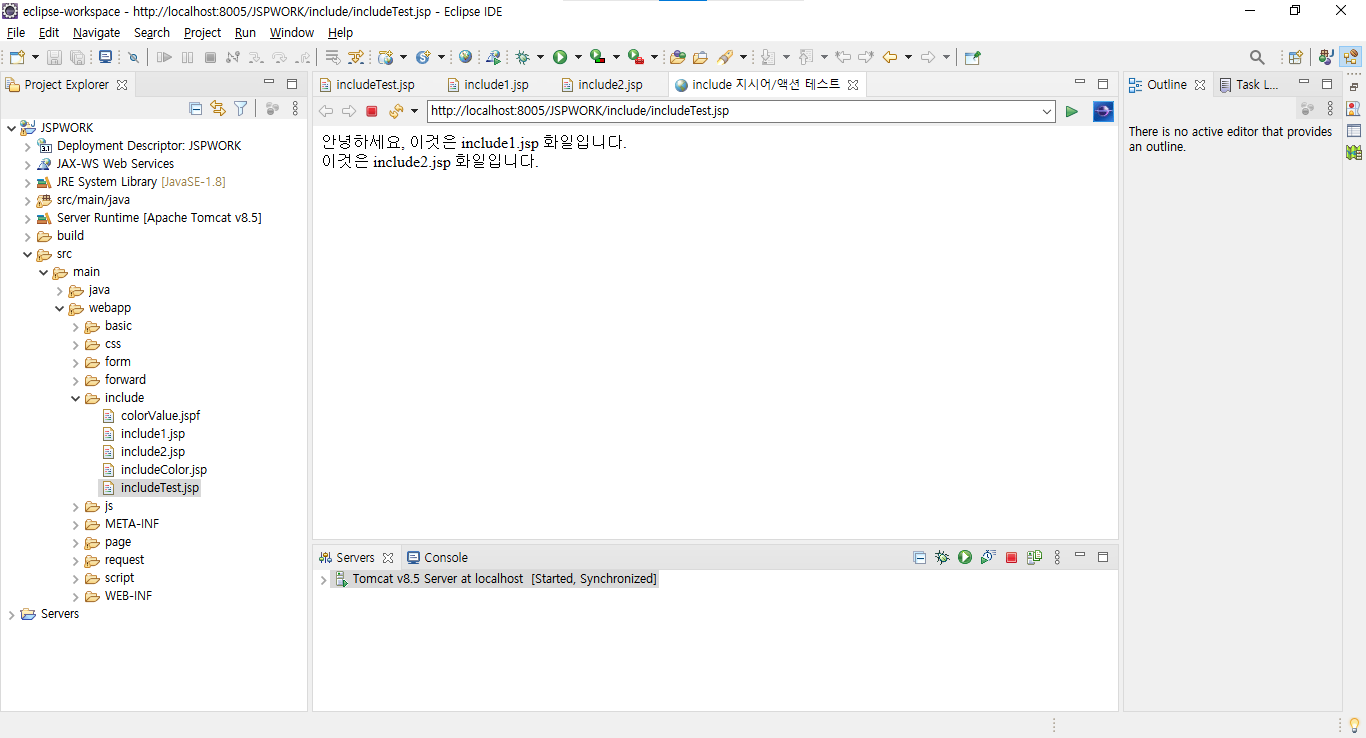 eclipse-workspace - http://localhost:8005/JSPWORK/include/includeTest.jsp - Eclipse IDE
File Edit Navigate Search Project Run Window Help
Project Explorer
JSPWORK
Deployment Descriptor: JSPWORK
JAX-WS Web Services
JRE System Library [JavaSE-1.8]
src/main/java
Server Runtime [Apache Tomcat v8.5]
build
src
main
java
webapp
basic
css
form
forward
include
colorValue.jspf
include1.jsp
include2.jsp
includeColor.jsp
includeTest.jsp
js
META-INF
page
request
script
WEB-INF
Servers
includeTest.jsp include1.jsp include2.jsp include 지시어/액션 테스트
http://localhost:8005/JSPWORK/include/includeTest.jsp
안녕하세요, 이것은 include1.jsp 화일입니다.
이것은 include2.jsp 화일입니다.
Servers Console
Tomcat v8.5 Server at localhost [Started, Synchronized]
Outline Task L...
There is no active editor that provides
an outline.